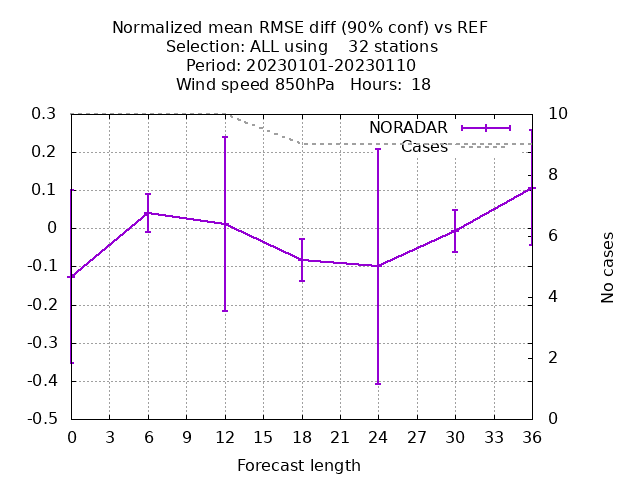 Normalized mean RMSE diff (90% conf) vs REF
Selection: ALL using    32 stations
Period: 20230101-20230110
Wind speed 850hPa   Hours:  18
0.3
0.2
0.1
0
-0.1
-0.2
-0.3
-0.4
-0.5
NORADAR
Cases
10
8
6
4
2
0
No cases
0 3 6 9 12 15 18 21 24 27 30 33 36
Forecast length